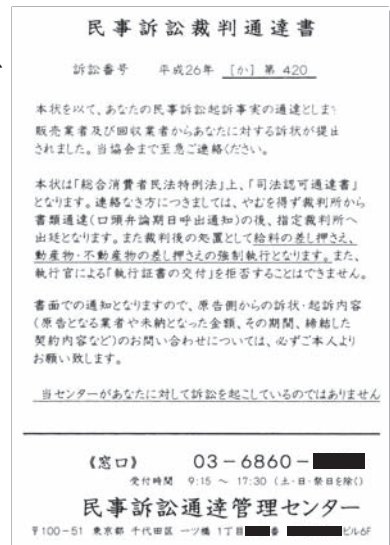 民事訴訟裁判通達書
訴訟番号 平成26年 [か] 第 420
本状を以て、あなたの民事訴訟起訴事実の通達としま
販売業者及び回収業者からあなたに対する訴状が提出
されました。当協会まで至急ご連絡ください。
本状は「総合消費者民法特例法」上、「司法認可通達書」
となります。連絡なき方につきましては、やむを得ず裁判所から
書類通達(口頭弁論期日呼出通知)の後、指定裁判所へ
出廷となります。また裁判後の処置として給料の差し押さえ、
動産物・不動産物の差し押さえの強制執行となります。また、
執行官による「執行証書の交付」を拒否することはできません。
書面での通知となりますので、原告側からの訴状・起訴内容
(原告となる業者や未納となった金額、その期間、締結した
契約内容など)のお問い合わせについては、必ずご本人より
お願い致します。
当センターがあなたに対して訴訟を起こしているのではありません
《窓口》 03-6860-
受付時間 9:15 ~ 17:30 (土・日・祭日を除く)
民事訴訟通達管理センター
〒100-51 東京都 千代田区 一ツ橋 1丁目 番 ビル6F